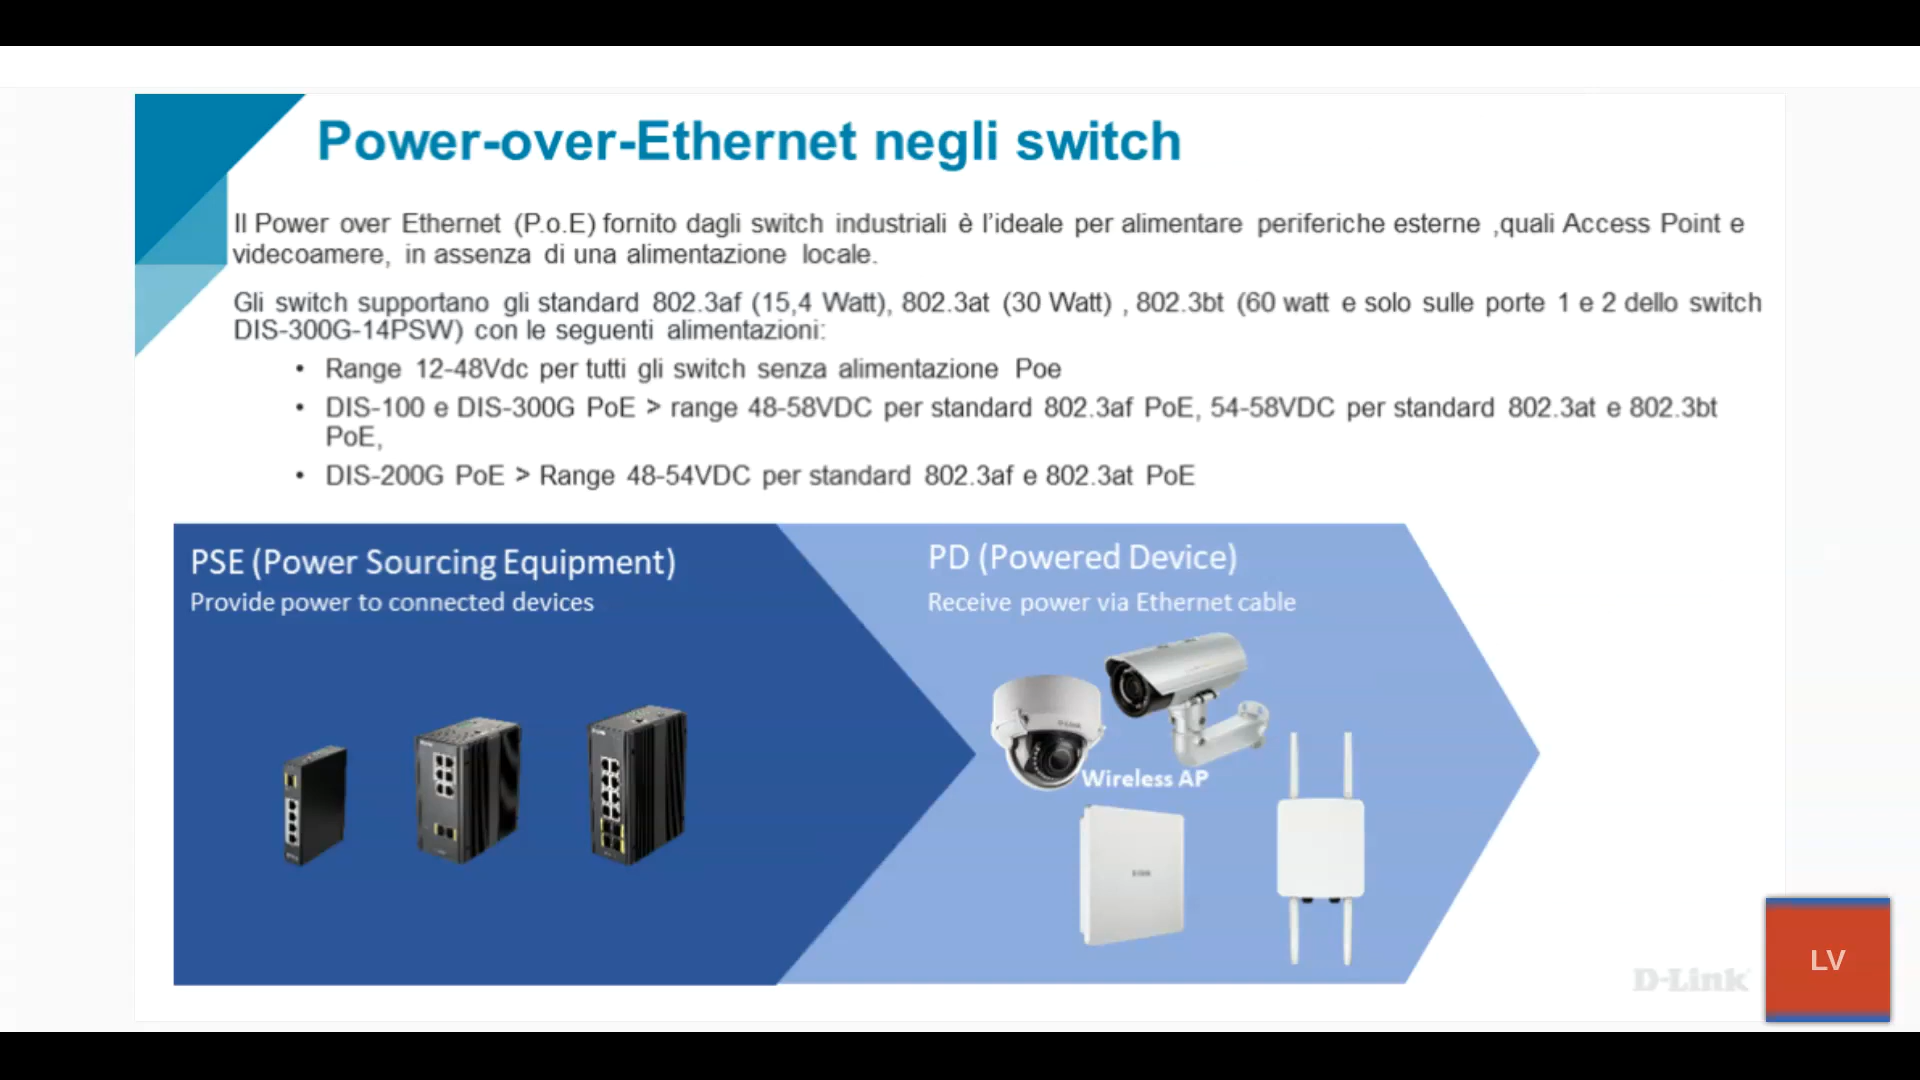 Power-over-Ethernet negli switch
Il Power over Ethernet (P.o.E) fornito dagli switch industriali è l’ideale per alimentare periferiche esterne ,quali Access Point e
videcoamere, in assenza di una alimentazione locale.
Gli switch supportano gli standard 802.3af (15,4 Watt), 802.3at (30 Watt) , 802.3bt (60 watt e solo sulle porte 1 e 2 dello switch
DIS-300G-14PSW) con le seguenti alimentazioni:
• Range 12-48Vdc per tutti gli switch senza alimentazione Poe
• DIS-100 e DIS-300G PoE > range 48-58VDC per standard 802.3af PoE, 54-58VDC per standard 802.3at e 802.3bt
PoE,
• DIS-200G PoE > Range 48-54VDC per standard 802.3af e 802.3at PoE
PSE (Power Sourcing Equipment)
Provide power to connected devices
PD (Powered Device)
Receive power via Ethernet cable
D-Link
Wireless AP
D-Link
D-Link
LV